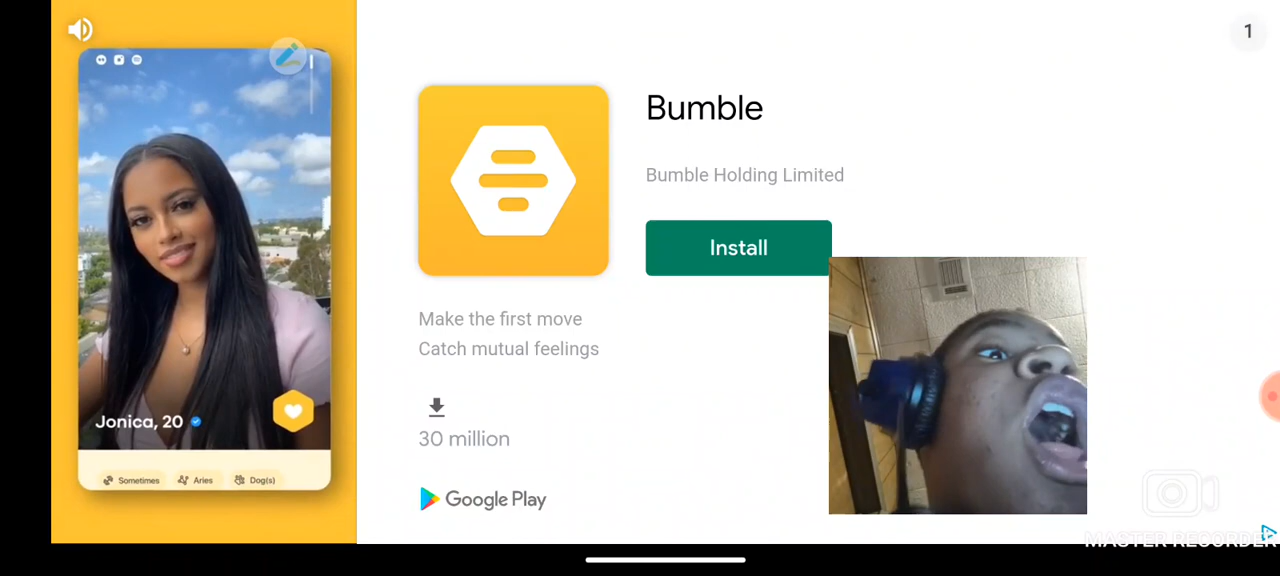 1
Bumble
Bumble Holding Limited
Install
Make the first move
Catch mutual feelings
30 million
Google Play
Jonica, 20
Sometimes
Aries
Dog(s)
MASTER RECORDER